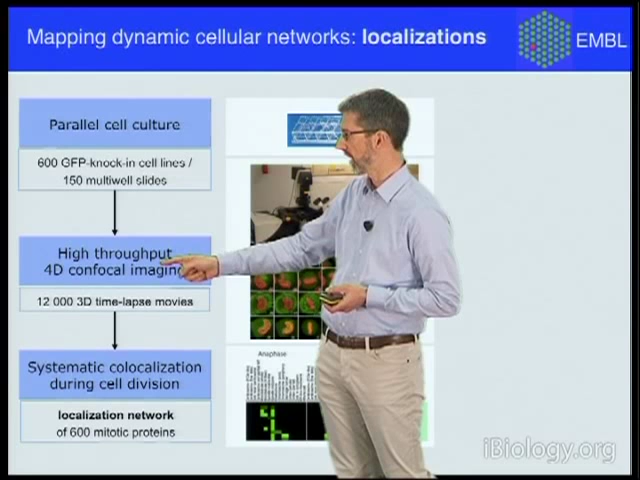 Mapping dynamic cellular networks: localizations
EMBL
Parallel cell culture
600 GFP-knock-in cell lines /
150 multiwell slides
High throughput
4D confocal imaging
12 000 3D time-lapse movies
Systematic colocalization
during cell division
localization network
of 600 mitotic proteins
Anaphase
iBiology.org